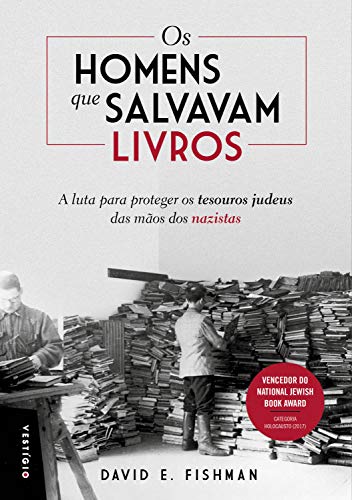 Os
HOMENS
que SALVAVAM
LIVROS
A luta para proteger os tesouros judeus
das mãos dos nazistas
VENCEDOR DO
NATIONAL JEWISH
BOOK AWARD
CATEGORIA
HOLOCAUSTO (2017)
VESTÍGIO
DAVID E. FISHMAN